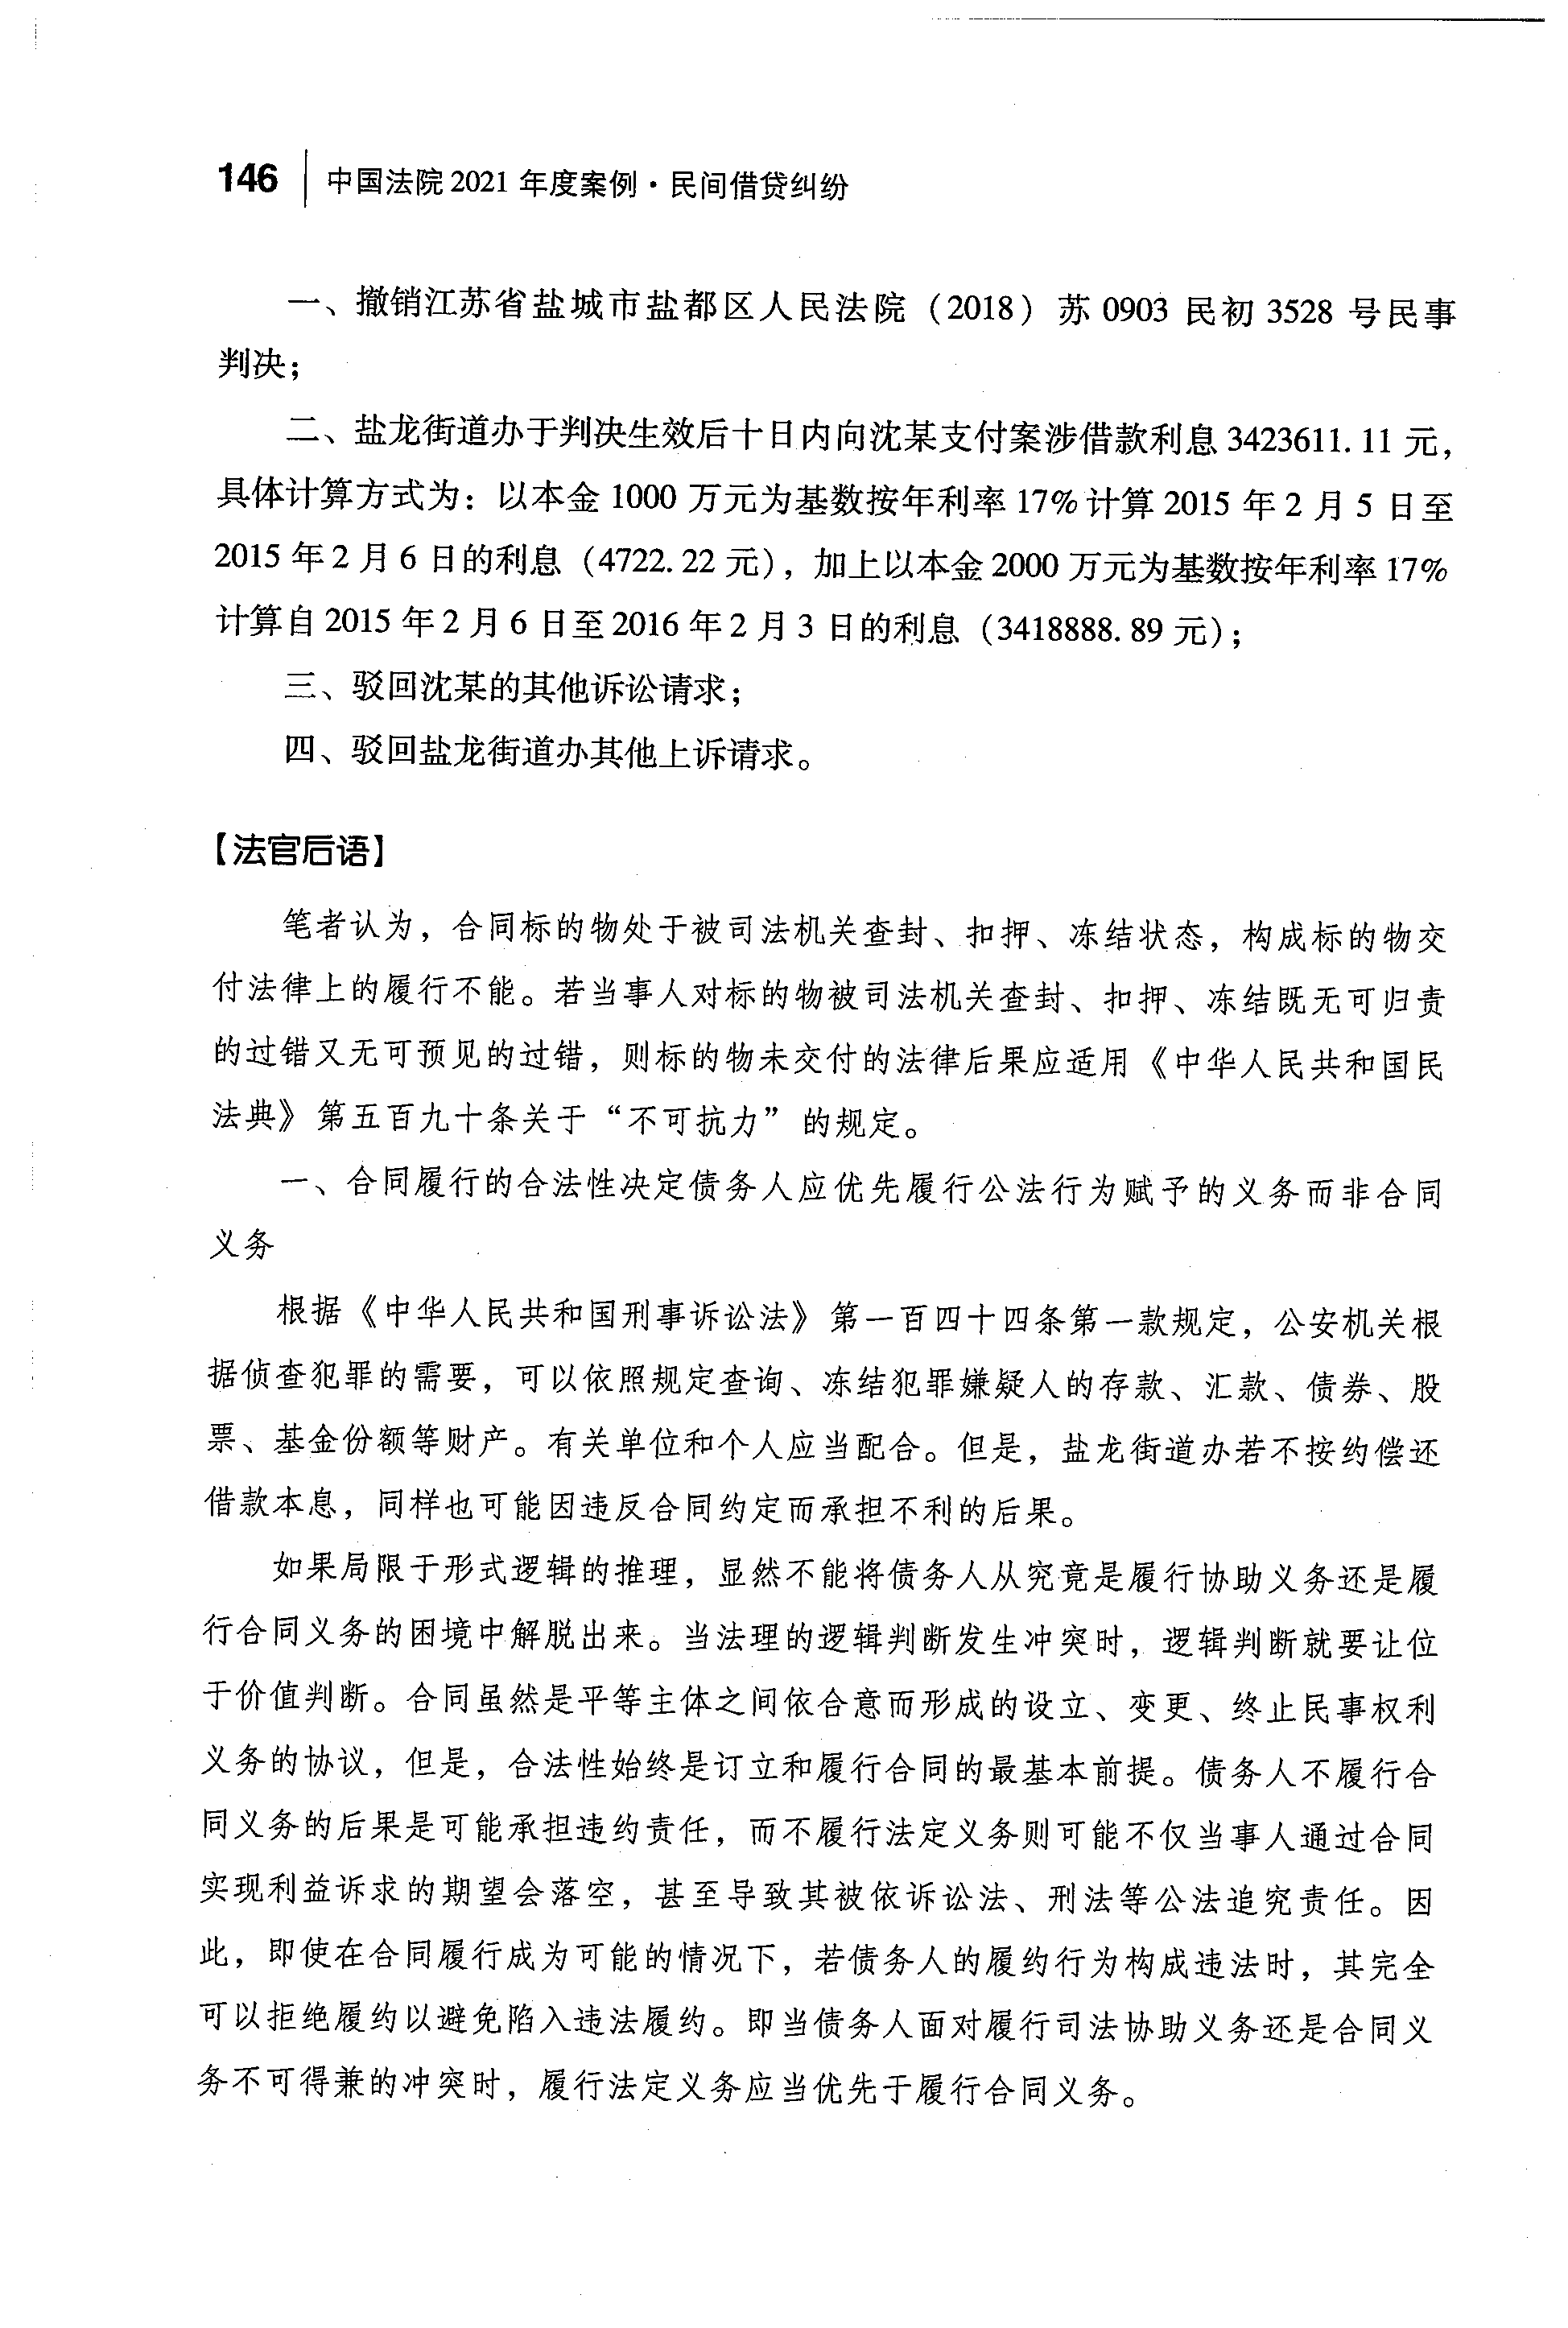 146 中国法院2021年度案例·民间借贷纠纷
一、撤销江苏省盐城市盐都区人民法院（2018）苏0903民初3528号民事
判决；
二、盐龙街道办于判决生效后十日内向沈某支付案涉借款利息3423611.11元，
具体计算方式为：以本金1000万元为基数按年利率17%计算2015年2月5日至
2015年2月6日的利息（4722.22元），加上以本金2000万元为基数按年利率17%
计算自2015年2月6日至2016年2月3日的利息（3418888.89元）；
三、驳回沈某的其他诉讼请求；
四、驳回盐龙街道办其他上诉请求。
【法官后语】
笔者认为，合同标的物处于被司法机关查封、扣押、冻结状态，构成标的物交
付法律上的履行不能。若当事人对标的物被司法机关查封、扣押、冻结既无可归责
的过错又无可预见的过错，则标的物未交付的法律后果应适用《中华人民共和国民
法典》第五百九十条关于“不可抗力”的规定。
一、合同履行的合法性决定债务人应优先履行公法行为赋予的义务而非合同
义务
根据《中华人民共和国刑事诉讼法》第一百四十四条第一款规定，公安机关根
据侦查犯罪的需要，可以依照规定查询、冻结犯罪嫌疑人的存款、汇款、债券、股
票、基金份额等财产。有关单位和个人应当配合。但是，盐龙街道办若不按约偿还
借款本息，同样也可能因违反合同约定而承担不利的后果。
如果局限于形式逻辑的推理，显然不能将债务人从究竟是履行协助义务还是履
行合同义务的困境中解脱出来。当法理的逻辑判断发生冲突时，逻辑判断就要让位
于价值判断。合同虽然是平等主体之间依合意而形成的设立、变更、终止民事权利
义务的协议，但是，合法性始终是订立和履行合同的最基本前提。债务人不履行合
同义务的后果是可能承担违约责任，而不履行法定义务则可能不仅当事人通过合同
实现利益诉求的期望会落空，甚至导致其被依诉讼法、刑法等公法追究责任。因
此，即使在合同履行成为可能的情况下，若债务人的履约行为构成违法时，其完全
可以拒绝履约以避免陷入违法履约。即当债务人面对履行司法协助义务还是合同义
务不可得兼的冲突时，履行法定义务应当优先于履行合同义务。